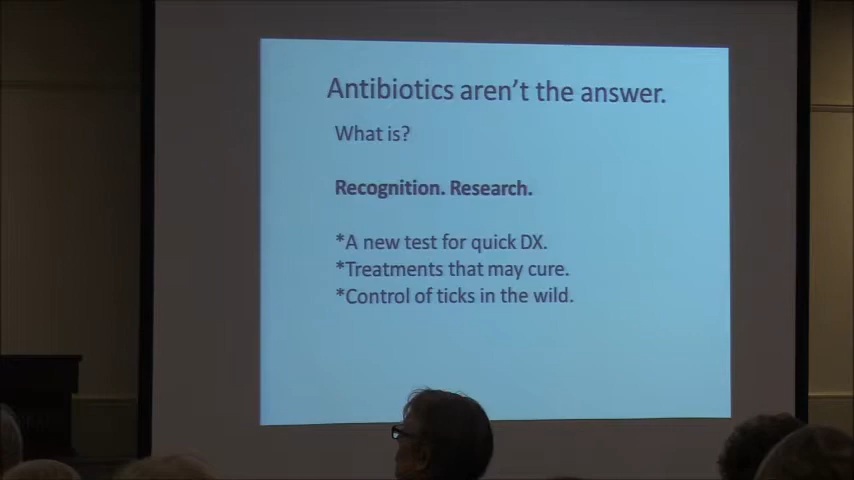 Antibiotics aren't the answer.
What is?
Recognition. Research.
*A new test for quick DX.
*Treatments that may cure.
*Control of ticks in the wild.